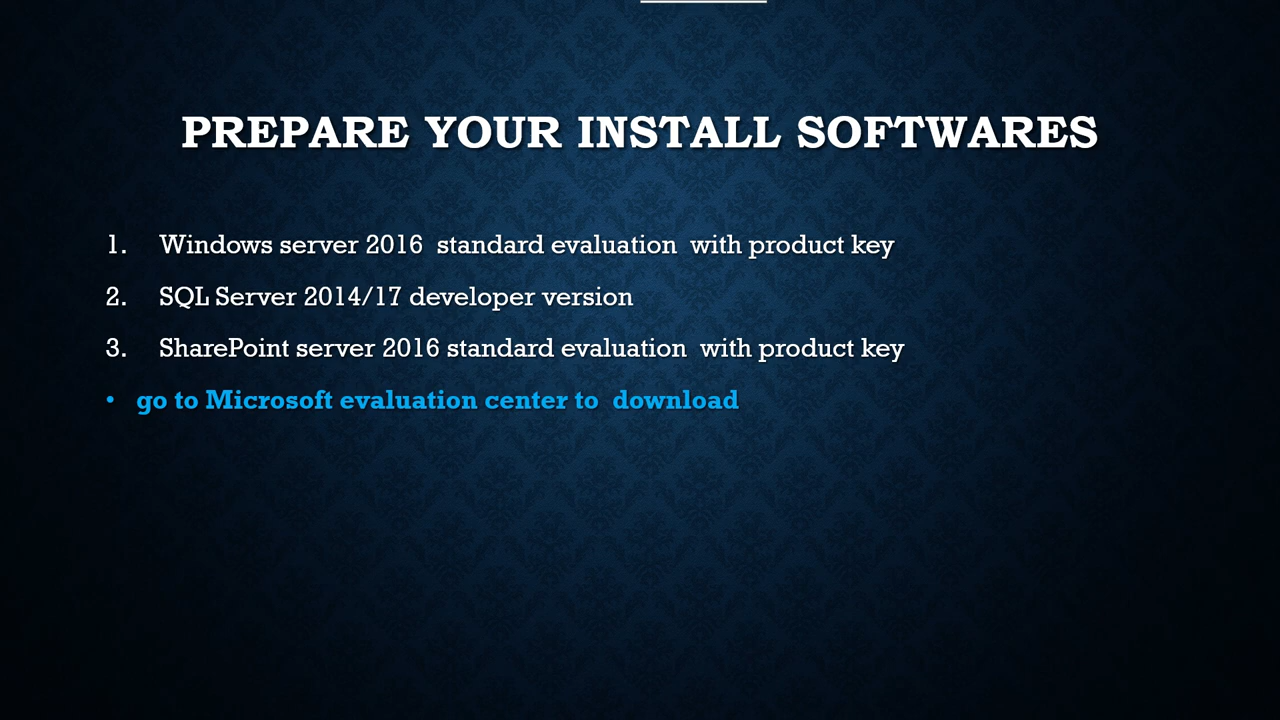 PREPARE YOUR INSTALL SOFTWARES
1. Windows server 2016  standard evaluation  with product key
2. SQL Server 2014/17 developer version
3. SharePoint server 2016 standard evaluation  with product key
• go to Microsoft evaluation center to  download